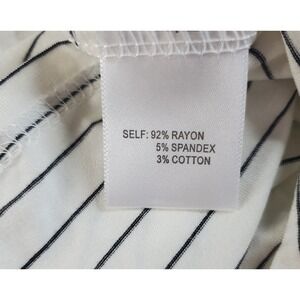 SELF: 92% RAYON
5% SPANDEX
3% COTTON